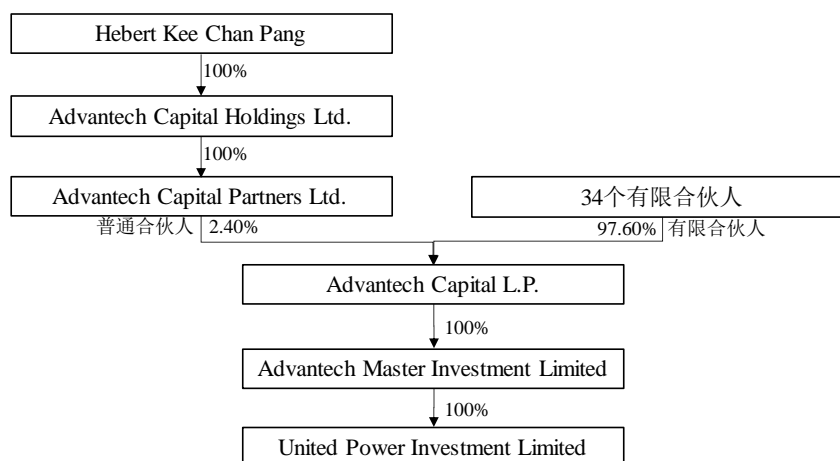 Hebert Kee Chan Pang
100%
Advantech Capital Holdings Ltd.
100%
Advantech Capital Partners Ltd.
34个有限合伙人
普通合伙人 2.40%
97.60% 有限合伙人
Advantech Capital L.P.
100%
Advantech Master Investment Limited
100%
United Power Investment Limited